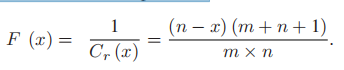 F (x) = 1 / C_r (x) = (n − x) (m + n + 1) / m × n.